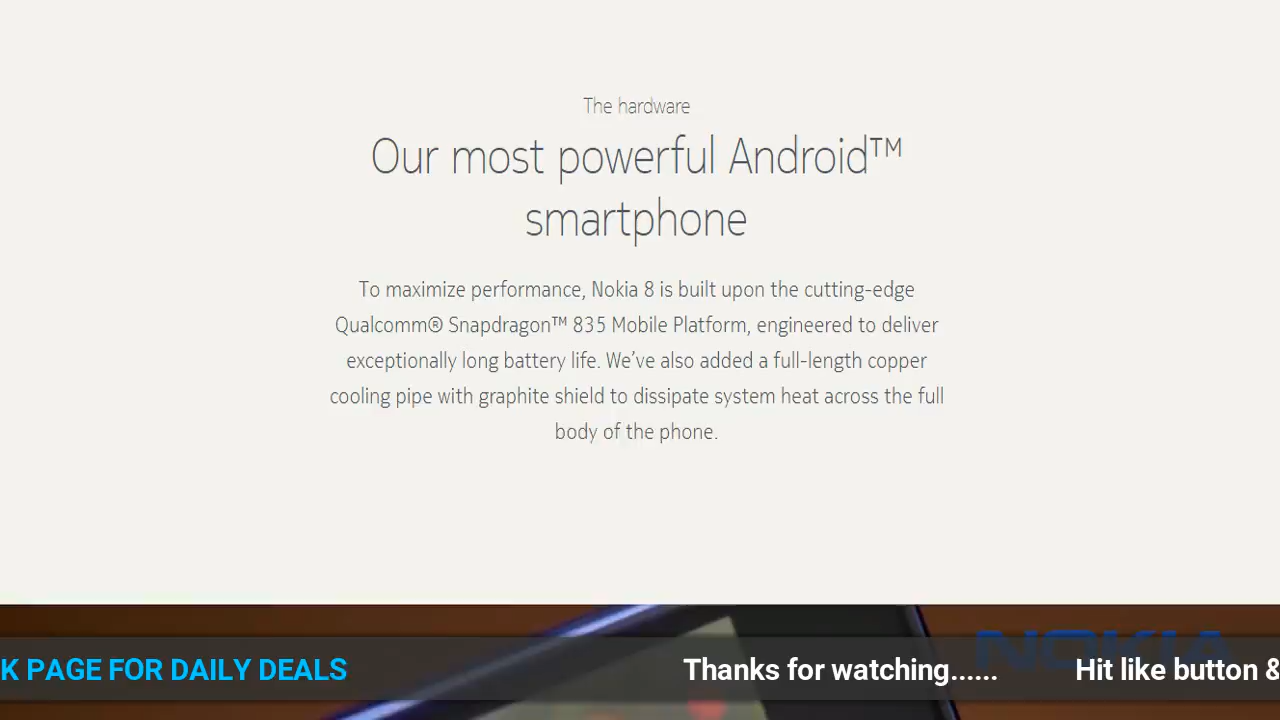 The hardware
Our most powerful Android™
smartphone
To maximize performance, Nokia 8 is built upon the cutting-edge
Qualcomm® Snapdragon™ 835 Mobile Platform, engineered to deliver
exceptionally long battery life. We’ve also added a full-length copper
cooling pipe with graphite shield to dissipate system heat across the full
body of the phone.
NOKIA
K PAGE FOR DAILY DEALS Thanks for watching...... Hit like button &